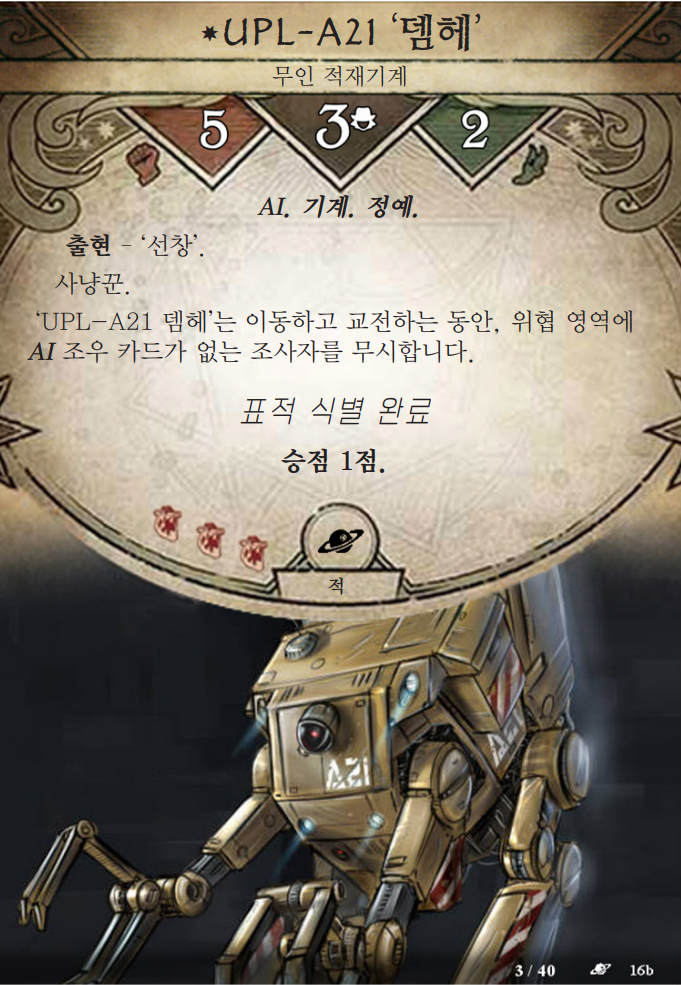 ✷UPL-A21 ‘뎀헤’
무인 적재기계
5 3 2
AI. 기계. 정예.
출현 - ‘선창’.
사냥꾼.
‘UPL-A21 뎀헤’는 이동하고 교전하는 동안, 위협 영역에
AI 조우 카드가 없는 조사자를 무시합니다.
표적 식별 완료
승점 1점.
적
A21
3 / 40 16b